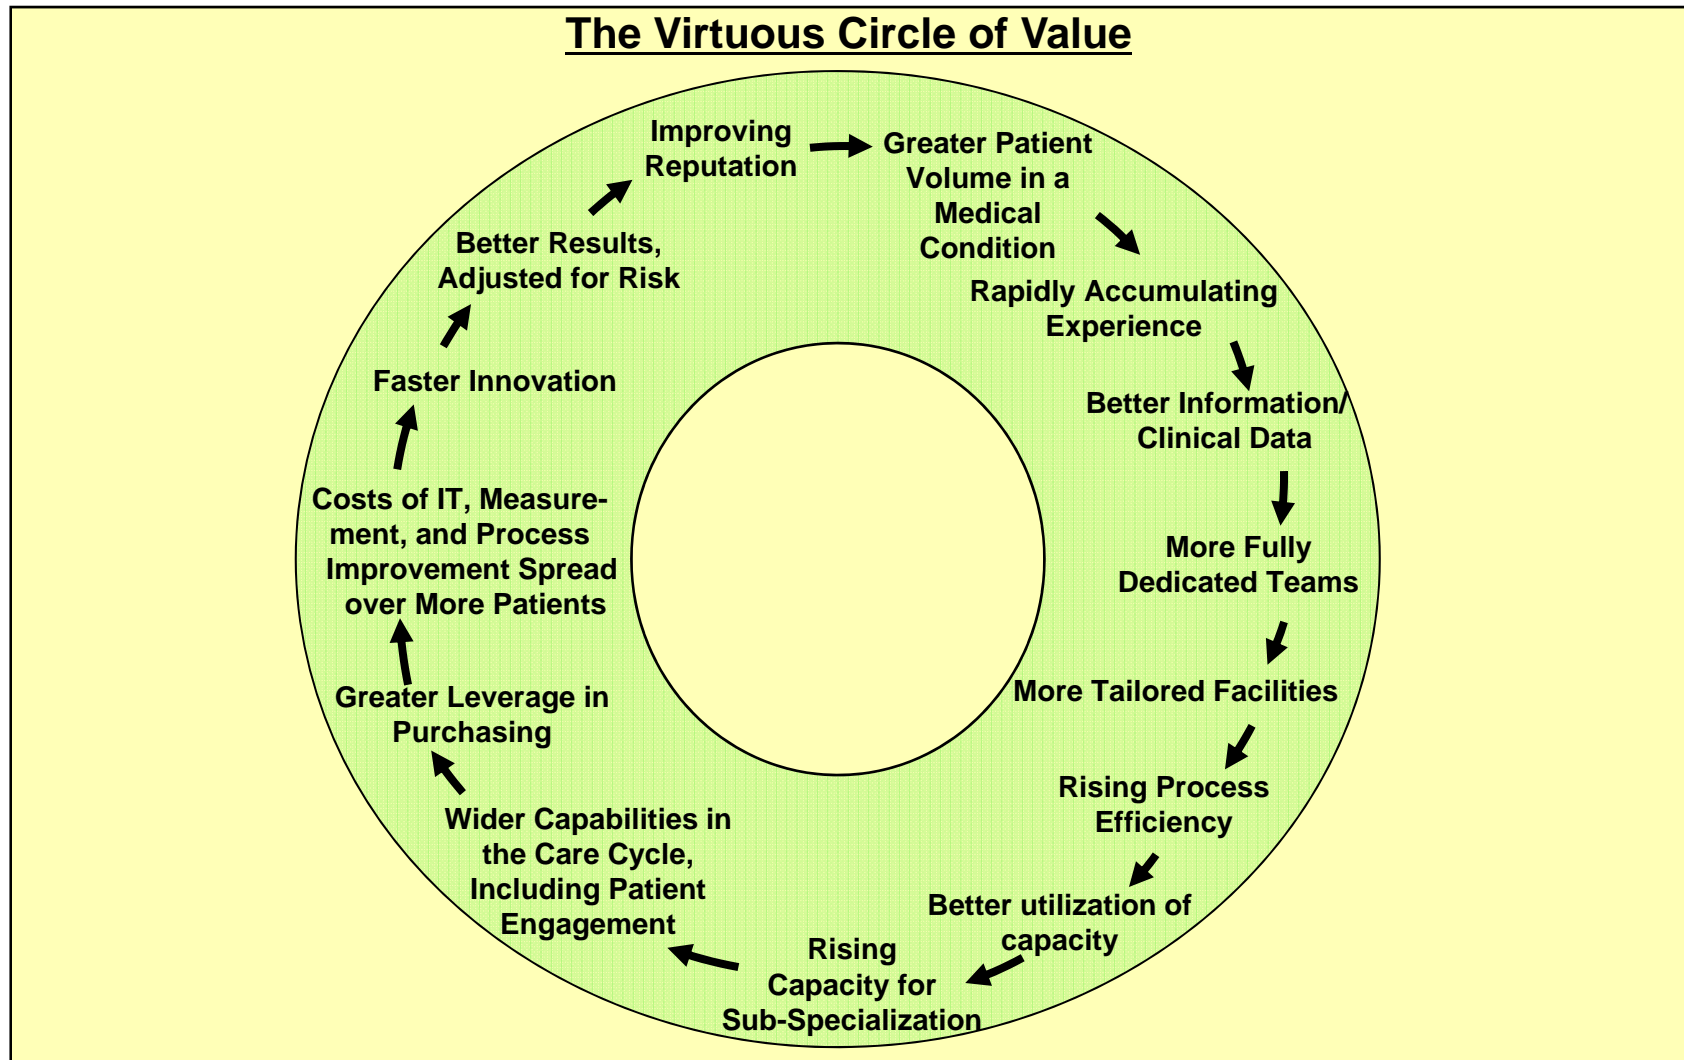 The Virtuous Circle of Value
Improving
Reputation
Greater Patient
Volume in a
Medical
Condition
Rapidly Accumulating
Experience
Better Information/
Clinical Data
More Fully
Dedicated Teams
More Tailored Facilities
Rising Process
Efficiency
Better utilization of
capacity
Rising
Capacity for
Sub-Specialization
Wider Capabilities in
the Care Cycle,
Including Patient
Engagement
Greater Leverage in
Purchasing
Costs of IT, Measure-
ment, and Process
Improvement Spread
over More Patients
Faster Innovation
Better Results,
Adjusted for Risk